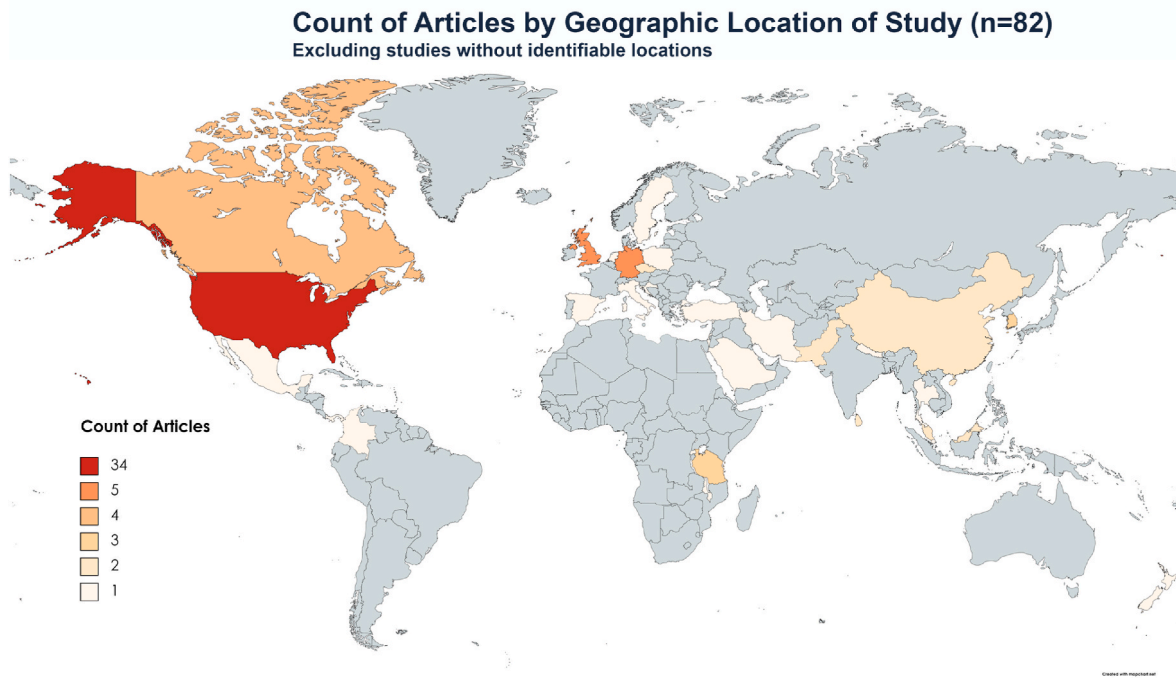 Count of Articles by Geographic Location of Study (n=82)
Excluding studies without identifiable locations
Count of Articles
34
5
4
3
2
1
Created with mapchart.net